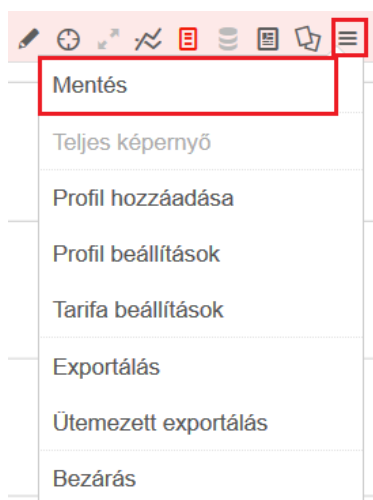 Mentés
Teljes képernyő
Profil hozzáadása
Profil beállítások
Tarifa beállítások
Exportálás
Ütemezett exportálás
Bezárás